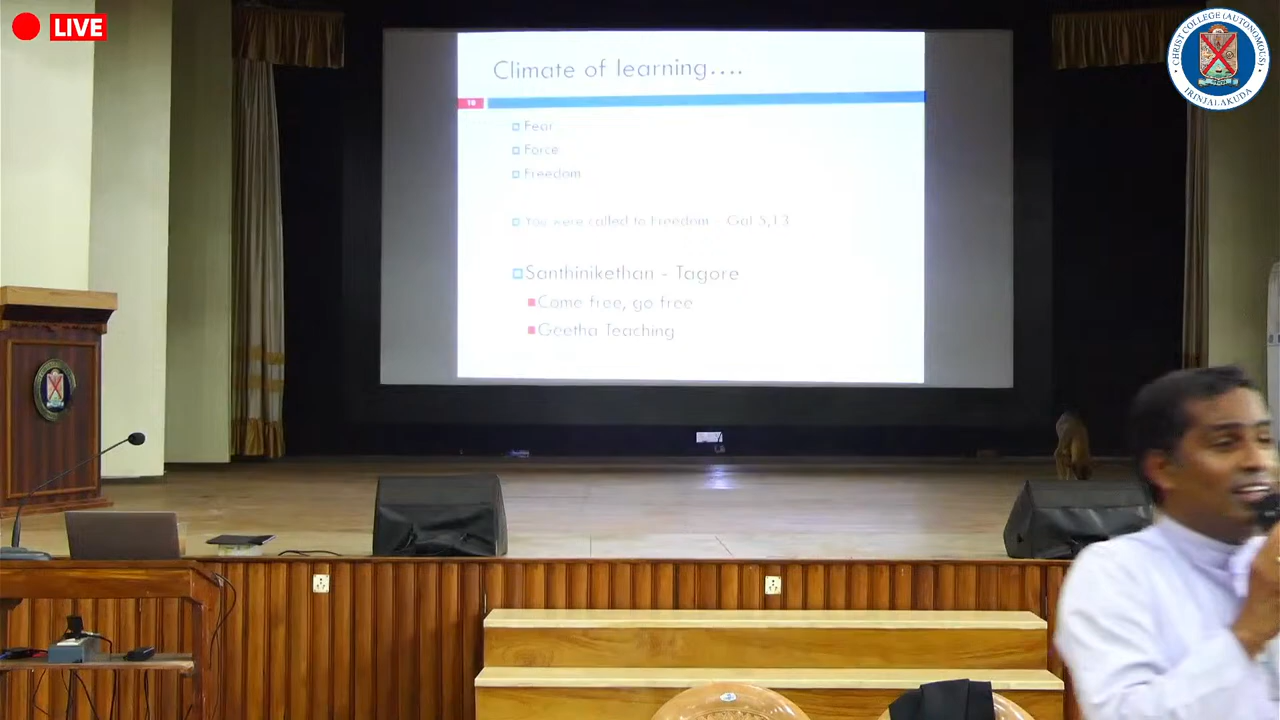 LIVE
CHRIST COLLEGE (AUTONOMOUS)
IRINJALAKUDA
Climate of learning....
10
Fear
Force
Freedom
You were called to Freedom - Gal 5,13
Santhinikethan - Tagore
Come free, go free
Geetha Teaching